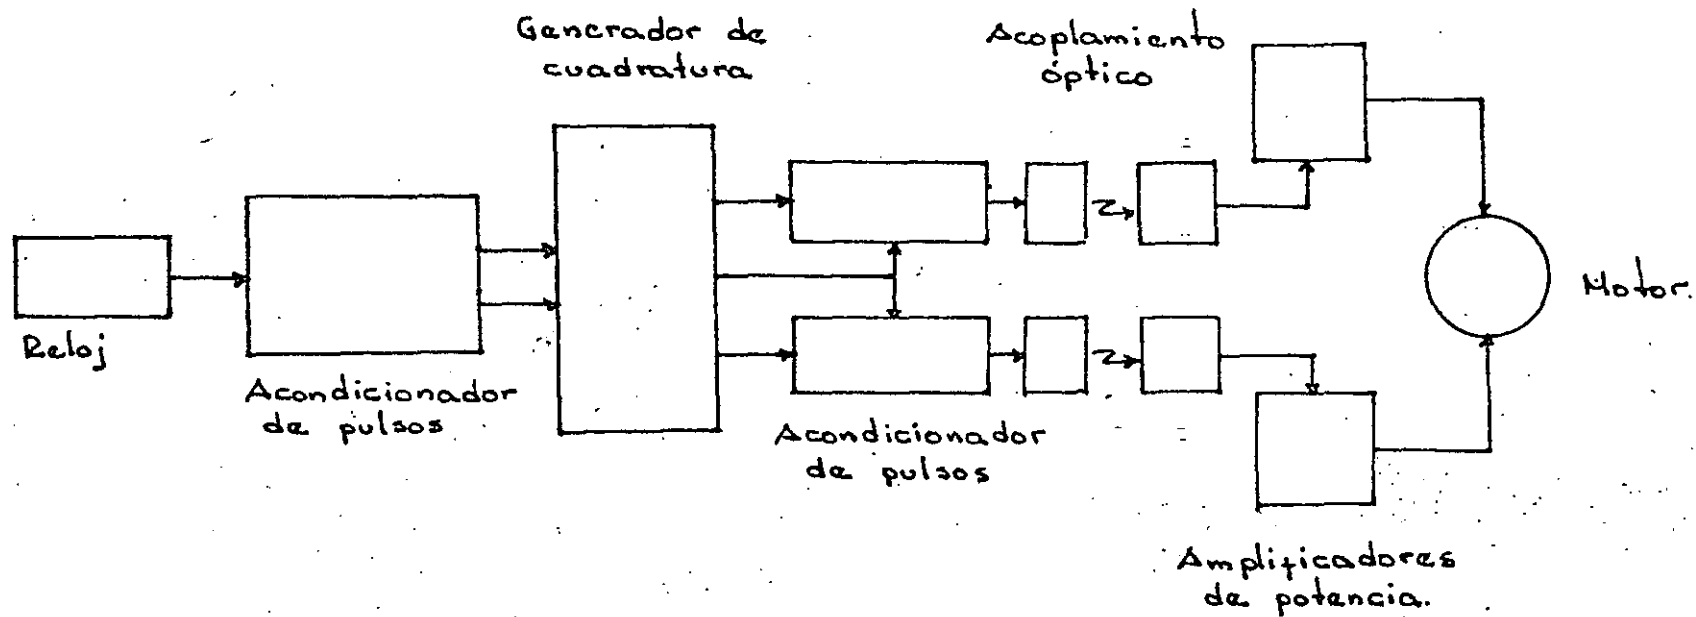 Generador de
cuadratura
Acoplamiento
óptico
Reloj
Acondicionador
de pulsos
Acondicionador
de pulsos
Motor.
Amplificadores
de potencia.